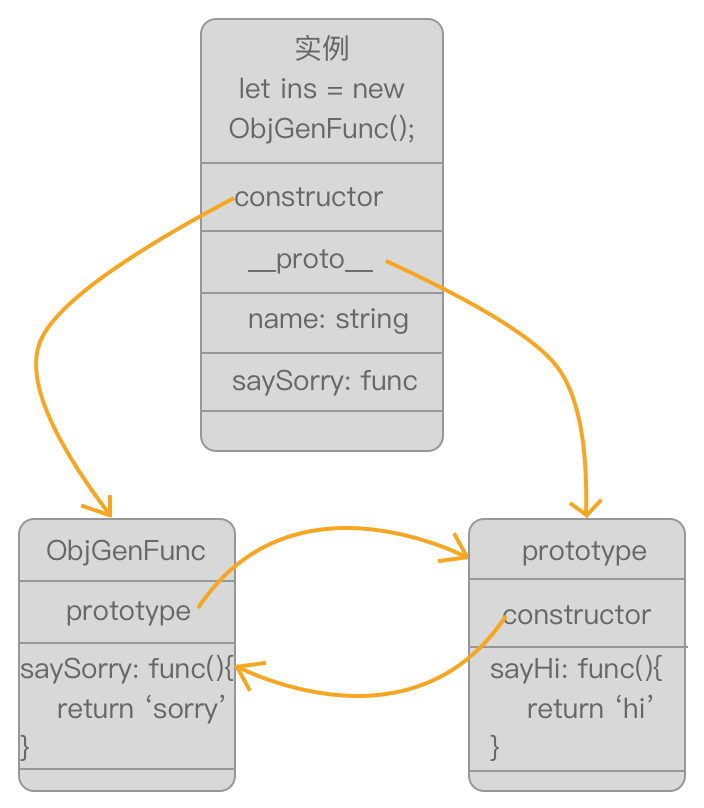 实例
let ins = new
ObjGenFunc();
constructor
__proto__
name: string
saySorry: func
ObjGenFunc
prototype
saySorry: func(){
return ‘sorry’
}
prototype
constructor
sayHi: func(){
return ‘hi’
}